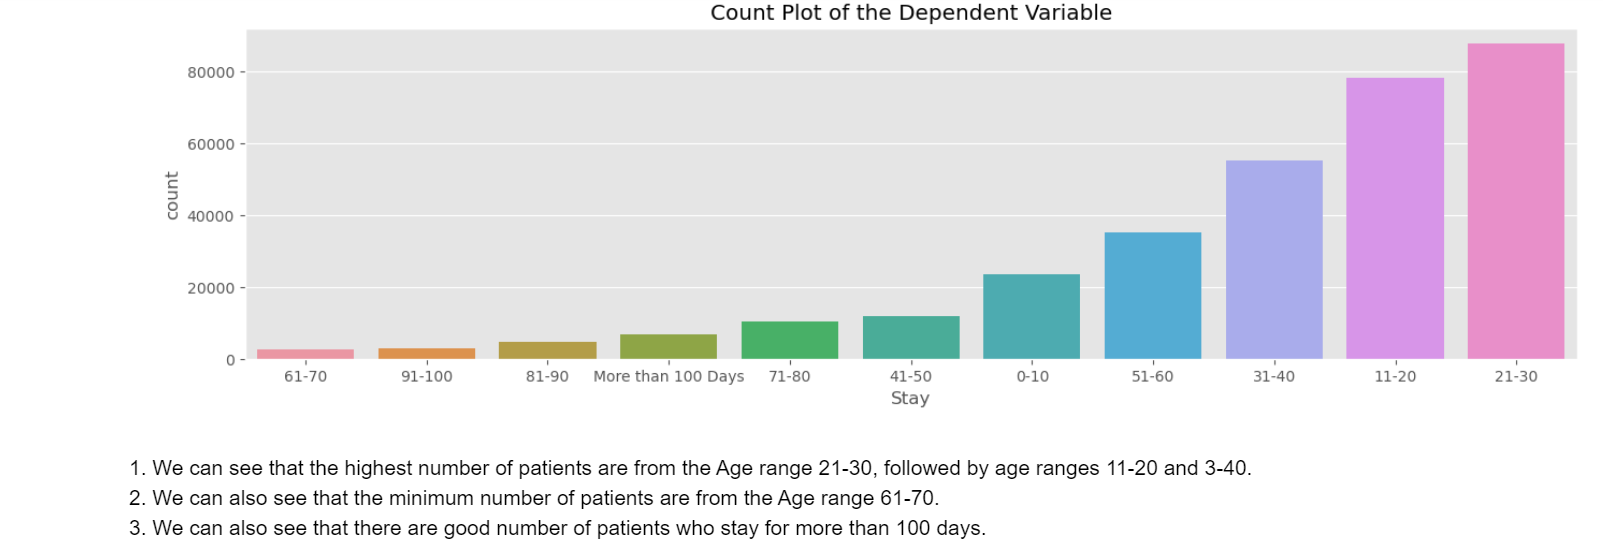 Count Plot of the Dependent Variable
80000
60000
40000
20000
0
count
61-70 91-100 81-90 More than 100 Days 71-80 41-50 0-10 51-60 31-40 11-20 21-30
Stay
1. We can see that the highest number of patients are from the Age range 21-30, followed by age ranges 11-20 and 3-40.
2. We can also see that the minimum number of patients are from the Age range 61-70.
3. We can also see that there are good number of patients who stay for more than 100 days.